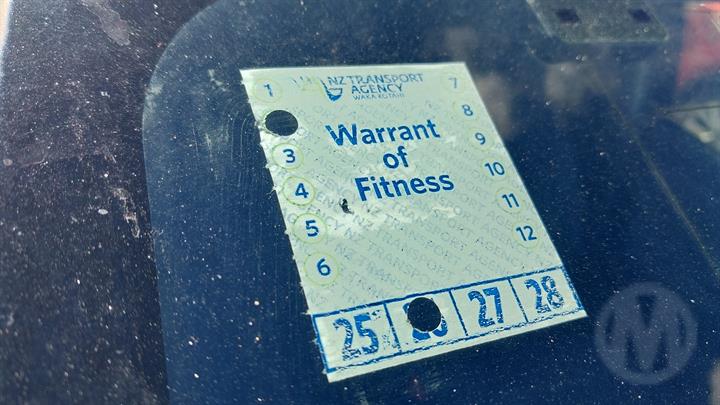 NZ TRANSPORT
AGENCY
WAKA KOTAHI
Warrant
of
Fitness
1
3
4
5
6
7
8
9
10
11
12
25
27
28
M